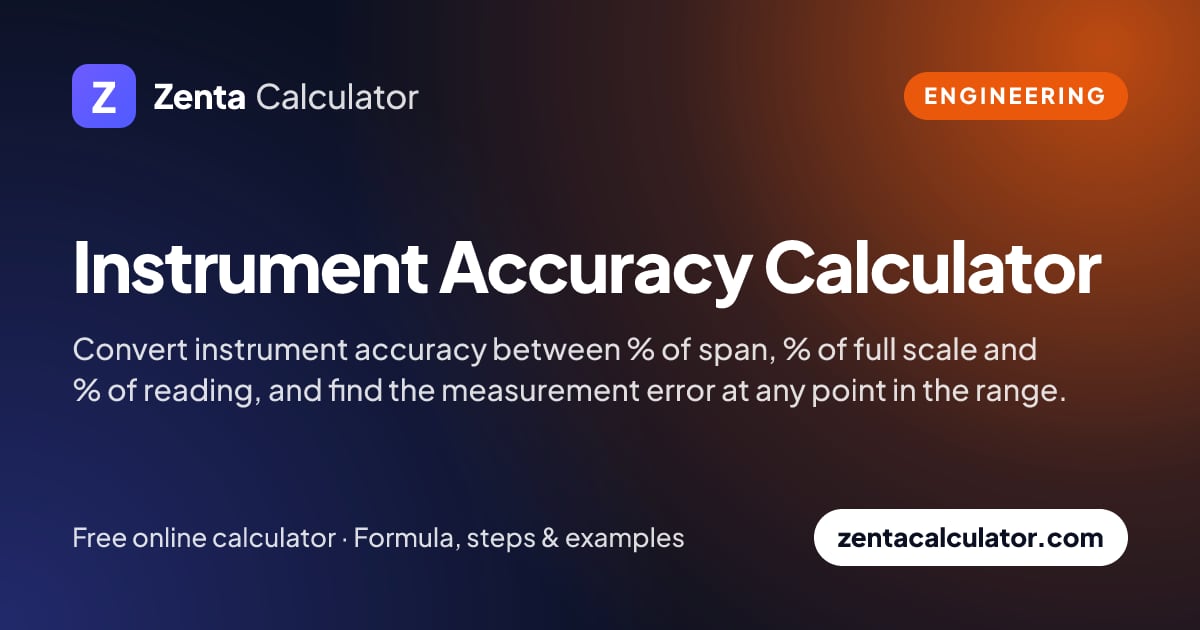 Z
Zenta Calculator
ENGINEERING
Instrument Accuracy Calculator
Convert instrument accuracy between % of span, % of full scale and
% of reading, and find the measurement error at any point in the range.
Free online calculator · Formula, steps & examples
zentacalculator.com